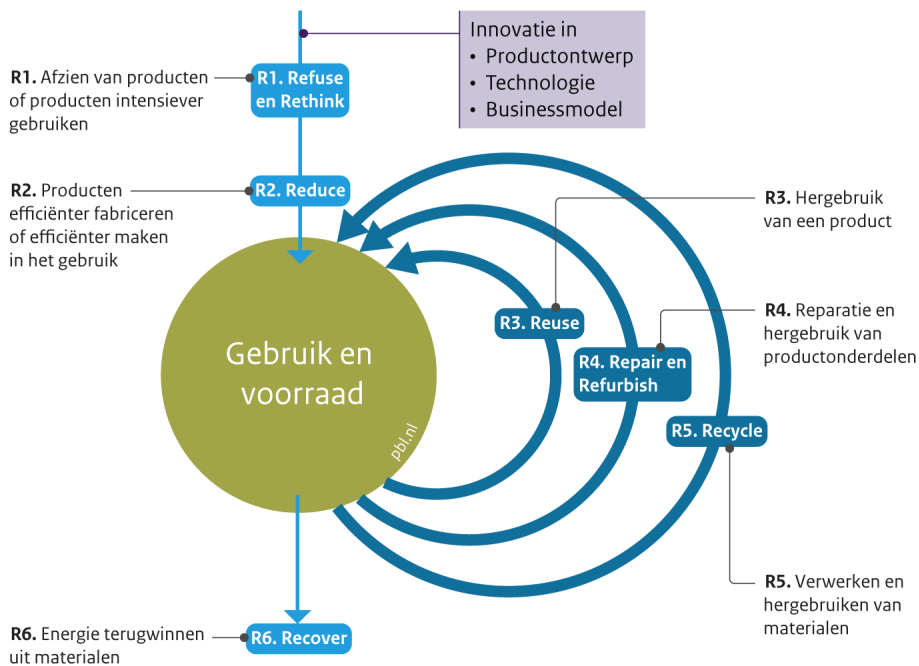 Innovatie in
• Productontwerp
• Technologie
• Businessmodel
R1. Afzien van producten
of producten intensiever
gebruiken
R1. Refuse
en Rethink
R2. Producten
efficiënter fabriceren
of efficiënter maken
in het gebruik
R2. Reduce
R3. Hergebruik
van een product
R3. Reuse
R4. Reparatie en
hergebruik van
productonderdelen
R4. Repair en
Refurbish
Gebruik en
voorraad
pbl.nl
R5. Recycle
R5. Verwerken en
hergebruiken van
materialen
R6. Energie terugwinnen
uit materialen
R6. Recover